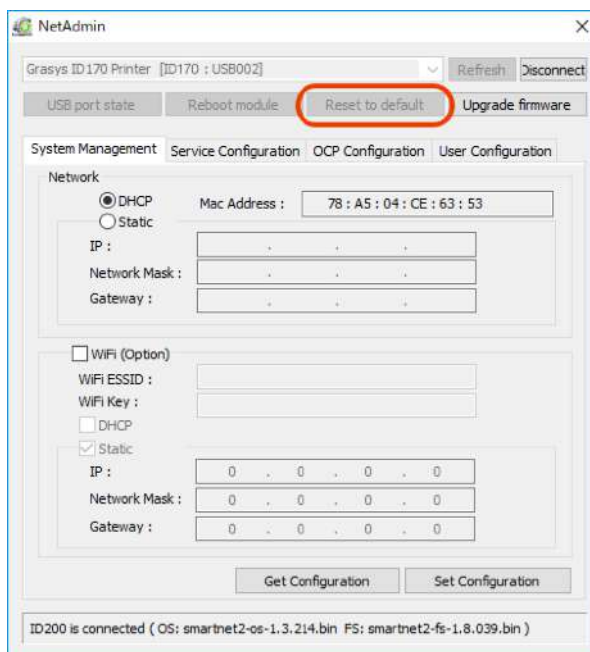 NetAdmin
Grasys ID170 Printer [ID170 : USB002] Refresh Disconnect
USB port state Reboot module Reset to default Upgrade firmware
System Management Service Configuration OCP Configuration User Configuration
Network
DHCP Mac Address : 78 : A5 : 04 : CE : 63 : 53
Static
IP : . . .
Network Mask : . . .
Gateway : . . .
WiFi (Option)
WiFi ESSID :
WiFi Key :
DHCP
Static
IP : 0 . 0 . 0 . 0
Network Mask : 0 . 0 . 0 . 0
Gateway : 0 . 0 . 0 . 0
Get Configuration Set Configuration
ID200 is connected ( OS: smartnet2-os-1.3.214.bin FS: smartnet2-fs-1.8.039.bin )